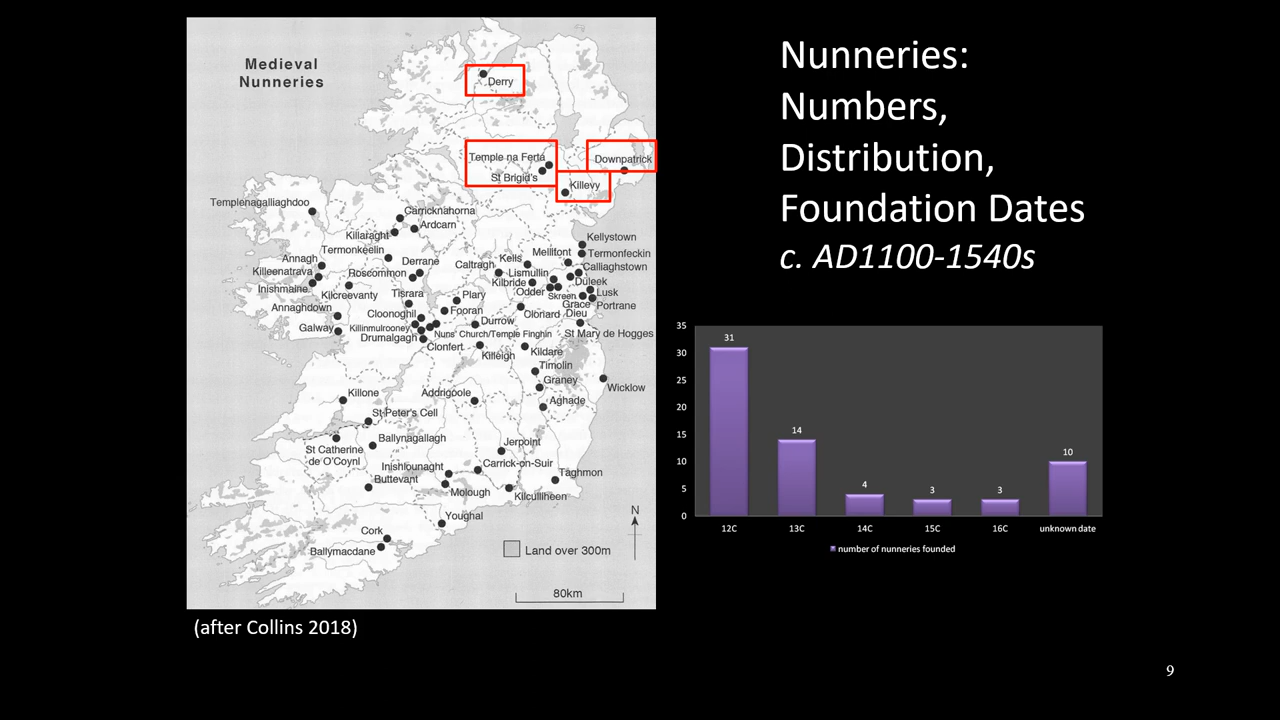 Medieval
Nunneries
Derry
Temple na Ferta
St Brigid's
Downpatrick
Killevy
Templenagalliaghdoo
Carricknahorna
Ardcarn
Killaraght
Termonkeelin
Kellystown
Termonfeckin
Mellifont
Calliaghstown
Annagh
Killeenatrava
Inishmaine
Roscommon
Derrane
Caltragh
Kells
Lismullin
Kilbride
Odder
Duleek
Skreen
Lusk
Grace
Dieu
Portrane
Kilcreevanty
Tisrara
Plary
Fooran
Annaghdown
Cloonoghil
Durrow
Oloriard
Galway
Killinmulrooney
Drumalgagh
Nuns' Church/Temple Finghin
St Mary de Hogges
Clonfert
Killeigh
Kildare
Timolin
Graney
Wicklow
Killone
Addrigoole
Aghade
St Peter's Cell
St Catherine
de O'Coynl
Ballynagallagh
Jerpoint
Inishlounaght
Carrick-on-Suir
Taghmon
Buttevant
Molough
Kilculliheen
Youghal
Cork
Ballymacdane
N
Land over 300m
80km
(after Collins 2018)
Nunneries:
Numbers,
Distribution,
Foundation Dates
c. AD1100-1540s
35
30
25
20
15
10
5
0
31
14
4
3
3
10
12C
13C
14C
15C
16C
unknown date
number of nunneries founded
9